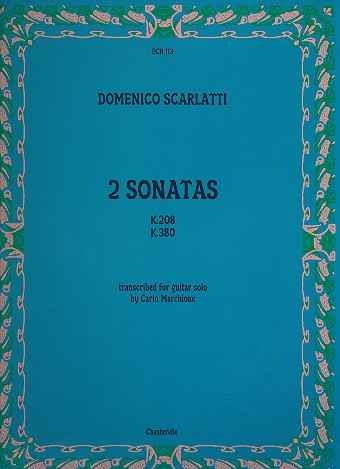 ECH 113
DOMENICO SCARLATTI
2 SONATAS
K.208
K.380
transcribed for guitar solo
by Carlo Marchione
Chanterelle